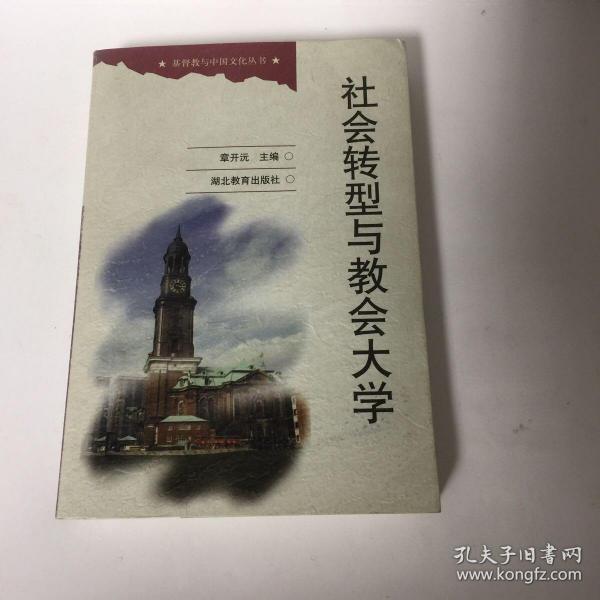 ★ 基督教与中国文化丛书 ★
社会转型与教会大学
章开沅 主编 ○
湖北教育出版社 ○
孔夫子旧书网
www.kongfz.com